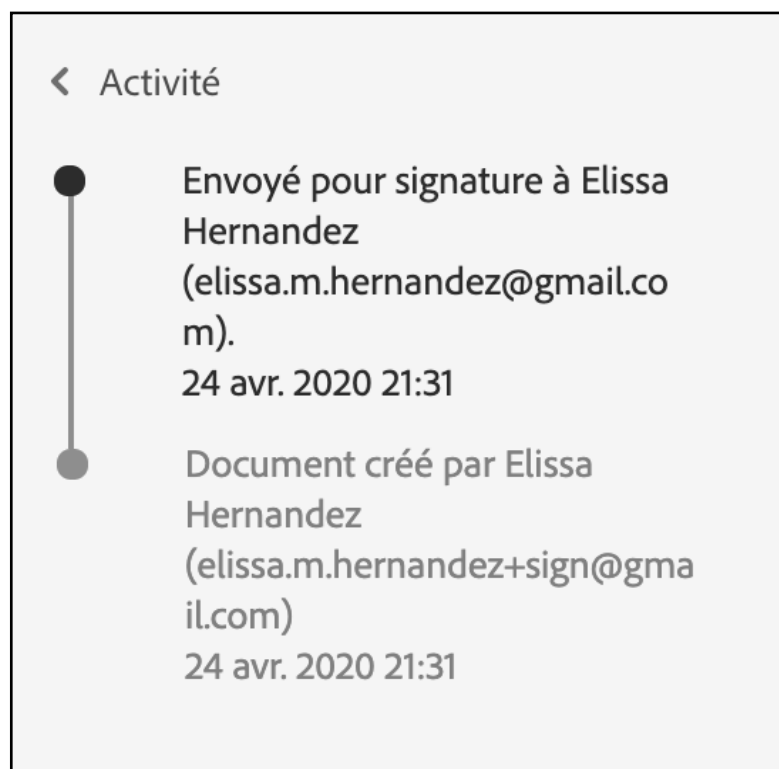 Activité
Envoyé pour signature à Elissa
Hernandez
(elissa.m.hernandez@gmail.co
m).
24 avr. 2020 21:31
Document créé par Elissa
Hernandez
(elissa.m.hernandez+sign@gma
il.com)
24 avr. 2020 21:31